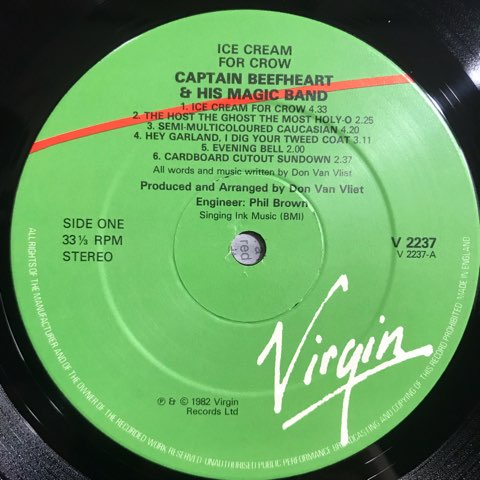 ICE CREAM
FOR CROW
CAPTAIN BEEFHEART
& HIS MAGIC BAND
1. ICE CREAM FOR CROW 4.33
2. THE HOST THE GHOST THE MOST HOLY-O 2.25
3. SEMI-MULTICOLOURED CAUCASIAN 4.20
4. HEY GARLAND, I DIG YOUR TWEED COAT 3.11
5. EVENING BELL 2.00
6. CARDBOARD CUTOUT SUNDOWN 2.37
All words and music written by Don Van Vliet
Produced and Arranged by Don Van Vliet
Engineer: Phil Brown
Singing Ink Music (BMI)
SIDE ONE
33⅓ RPM
STEREO
V 2237
V 2237-A
red
Virgin
℗ & © 1982 Virgin
Records Ltd
ALL RIGHTS OF THE MANUFACTURER AND OF THE OWNER OF THE RECORDED WORK RESERVED · UNAUTHORISED PUBLIC PERFORMANCE BROADCASTING AND COPYING OF THIS RECORD PROHIBITED · MADE IN ENGLAND